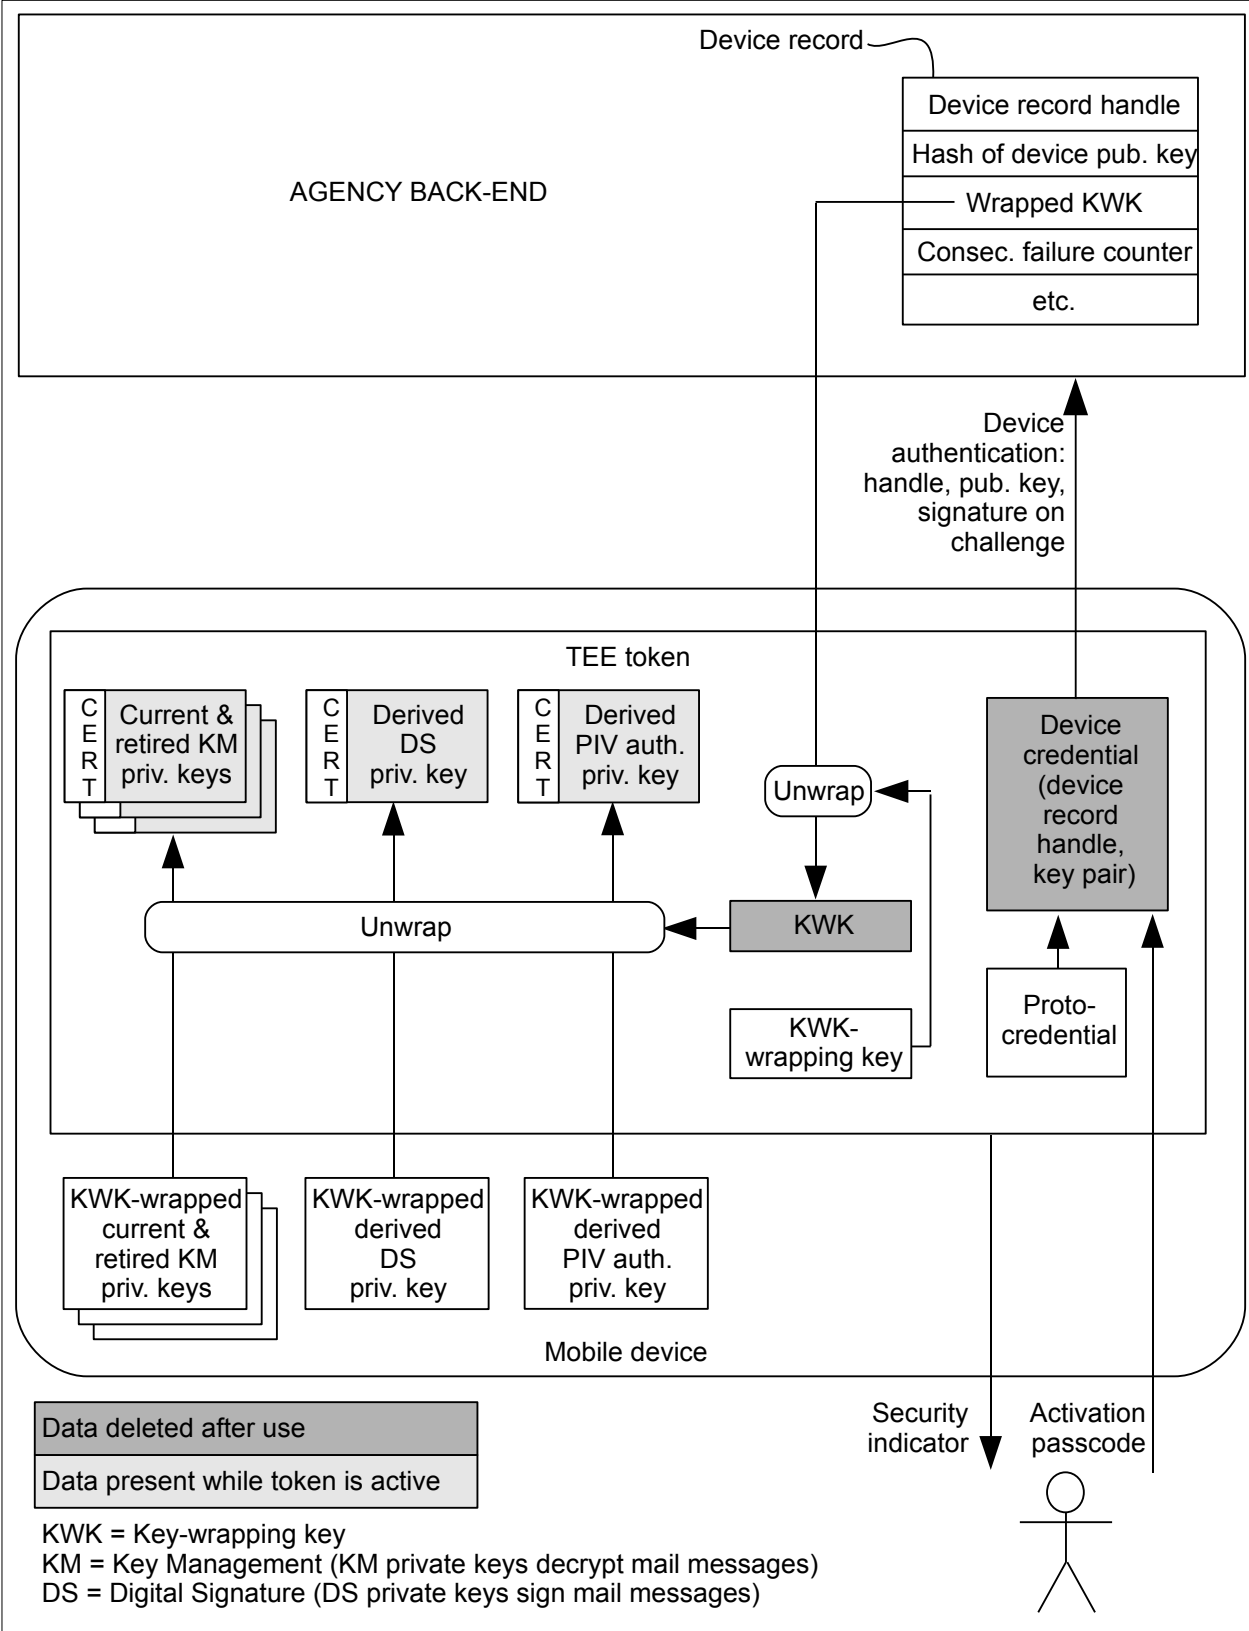 Device record
Device record handle
Hash of device pub. key
AGENCY BACK-END
Wrapped KWK
Consec. failure counter
etc.
Device
authentication:
handle, pub. key,
signature on
challenge
TEE token
C
E
R
T
Current &
retired KM
priv. keys
C
E
R
T
Derived
DS
priv. key
C
E
R
T
Derived
PIV auth.
priv. key
Unwrap
Device
credential
(device
record
handle,
key pair)
Unwrap
KWK
KWK-
wrapping key
Proto-
credential
KWK-wrapped
current &
retired KM
priv. keys
KWK-wrapped
derived
DS
priv. key
KWK-wrapped
derived
PIV auth.
priv. key
Mobile device
Security
indicator
Activation
passcode
Data deleted after use
Data present while token is active
KWK = Key-wrapping key
KM = Key Management (KM private keys decrypt mail messages)
DS = Digital Signature (DS private keys sign mail messages)